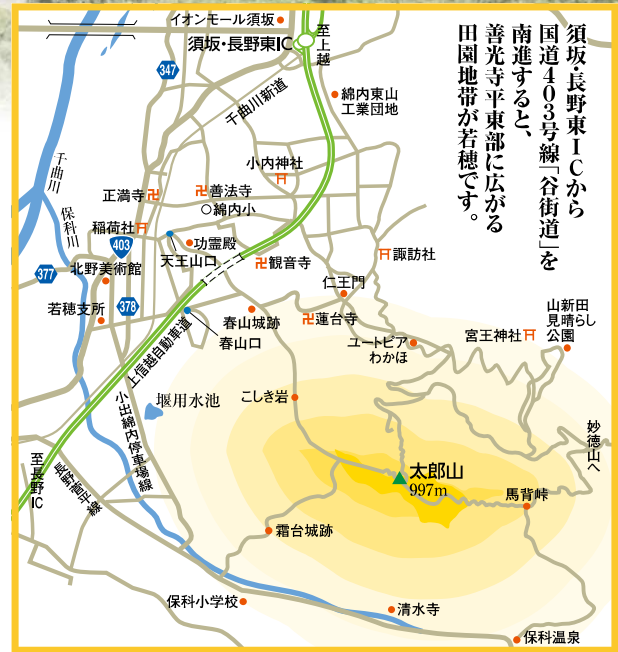 須坂・長野東ICから
国道403号線「谷街道」を
南進すると、
善光寺平東部に広がる
田園地帯が若穂です。
イオンモール須坂
須坂・長野東IC
至上越
347
千曲川新道
綿内東山
工業団地
小内神社
千曲川
保科川
正満寺
善法寺
綿内小
稲荷社
403
功霊殿
天王山口
観音寺
諏訪社
377
北野美術館
仁王門
378
若穂支所
春山城跡
春山口
蓮台寺
ユートピア
わかほ
宮王神社
山新田
見晴らし
公園
上信越自動車道
こしき岩
堰用水池
小出綿内停車場線
妙徳山へ
太郎山
997m
至長野
IC
長野菅平線
馬背峠
霜台城跡
保科小学校
清水寺
保科温泉